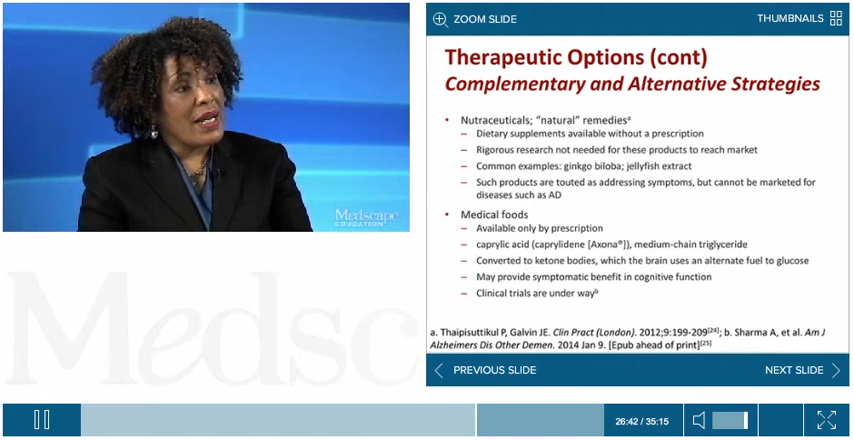 ZOOM SLIDE
THUMBNAILS
Therapeutic Options (cont)
Complementary and Alternative Strategies
• Nutraceuticals; “natural” remediesª
– Dietary supplements available without a prescription
– Rigorous research not needed for these products to reach market
– Common examples: ginkgo biloba; jellyfish extract
– Such products are touted as addressing symptoms, but cannot be marketed for
diseases such as AD
• Medical foods
– Available only by prescription
– caprylic acid (caprylidene [Axona®]), medium-chain triglyceride
– Converted to ketone bodies, which the brain uses an alternate fuel to glucose
– May provide symptomatic benefit in cognitive function
– Clinical trials are under wayᵇ
a. Thaipisuttikul P, Galvin JE. Clin Pract (London). 2012;9:199-209[24]; b. Sharma A, et al. Am J
Alzheimers Dis Other Demen. 2014 Jan 9. [Epub ahead of print][25]
Medscape
EDUCATION
Medsc
PREVIOUS SLIDE
NEXT SLIDE
26:42 / 35:15